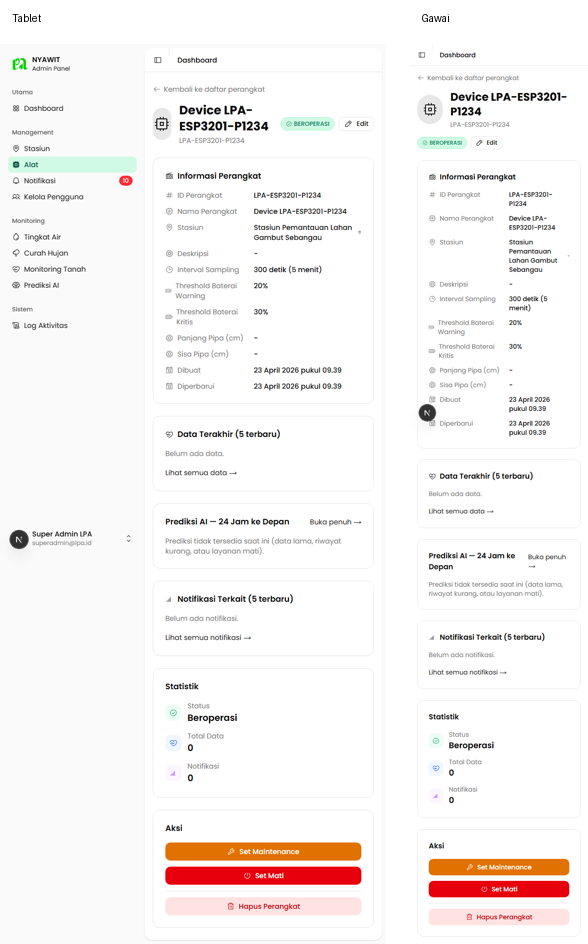 Tablet
NYAWIT
Admin Panel
Utama
Dashboard
Management
Stasiun
Alat
Notifikasi 10
Kelola Pengguna
Monitoring
Tingkat Air
Curah Hujan
Monitoring Tanah
Prediksi AI
Sistem
Log Aktivitas
N
Super Admin LPA
superadmin@lpa.id
Dashboard
← Kembali ke daftar perangkat
Device LPA-
ESP3201-P1234
LPA-ESP3201-P1234
BEROPERASI
Edit
Informasi Perangkat
ID Perangkat LPA-ESP3201-P1234
Nama Perangkat Device LPA-ESP3201-P1234
Stasiun Stasiun Pemantauan Lahan
Gambut Sebangau
Deskripsi -
Interval Sampling 300 detik (5 menit)
Threshold Baterai 20%
Warning
Threshold Baterai 30%
Kritis
Panjang Pipa (cm) -
Sisa Pipa (cm) -
Dibuat 23 April 2026 pukul 09.39
Diperbarui 23 April 2026 pukul 09.39
Data Terakhir (5 terbaru)
Belum ada data.
Lihat semua data →
Prediksi AI — 24 Jam ke Depan Buka penuh →
Prediksi tidak tersedia saat ini (data lama, riwayat
kurang, atau layanan mati).
Notifikasi Terkait (5 terbaru)
Belum ada notifikasi.
Lihat semua notifikasi →
Statistik
Status
Beroperasi
Total Data
0
Notifikasi
0
Aksi
Set Maintenance
Set Mati
Hapus Perangkat
Gawai
Dashboard
← Kembali ke daftar perangkat
Device LPA-ESP3201-
P1234
LPA-ESP3201-P1234
BEROPERASI
Edit
Informasi Perangkat
ID Perangkat LPA-ESP3201-
P1234
Nama Perangkat Device LPA-
ESP3201-P1234
Stasiun Stasiun
Pemantauan
Lahan Gambut
Sebangau
Deskripsi -
Interval Sampling 300 detik (5
menit)
Threshold Baterai 20%
Warning
Threshold Baterai 30%
Kritis
Panjang Pipa (cm) -
Sisa Pipa (cm) -
Dibuat 23 April 2026
pukul 09.39
N
Diperbarui 23 April 2026
pukul 09.39
Data Terakhir (5 terbaru)
Belum ada data.
Lihat semua data →
Prediksi AI — 24 Jam ke Buka penuh
Depan →
Prediksi tidak tersedia saat ini (data lama,
riwayat kurang, atau layanan mati).
Notifikasi Terkait (5 terbaru)
Belum ada notifikasi.
Lihat semua notifikasi →
Statistik
Status
Beroperasi
Total Data
0
Notifikasi
0
Aksi
Set Maintenance
Set Mati
Hapus Perangkat